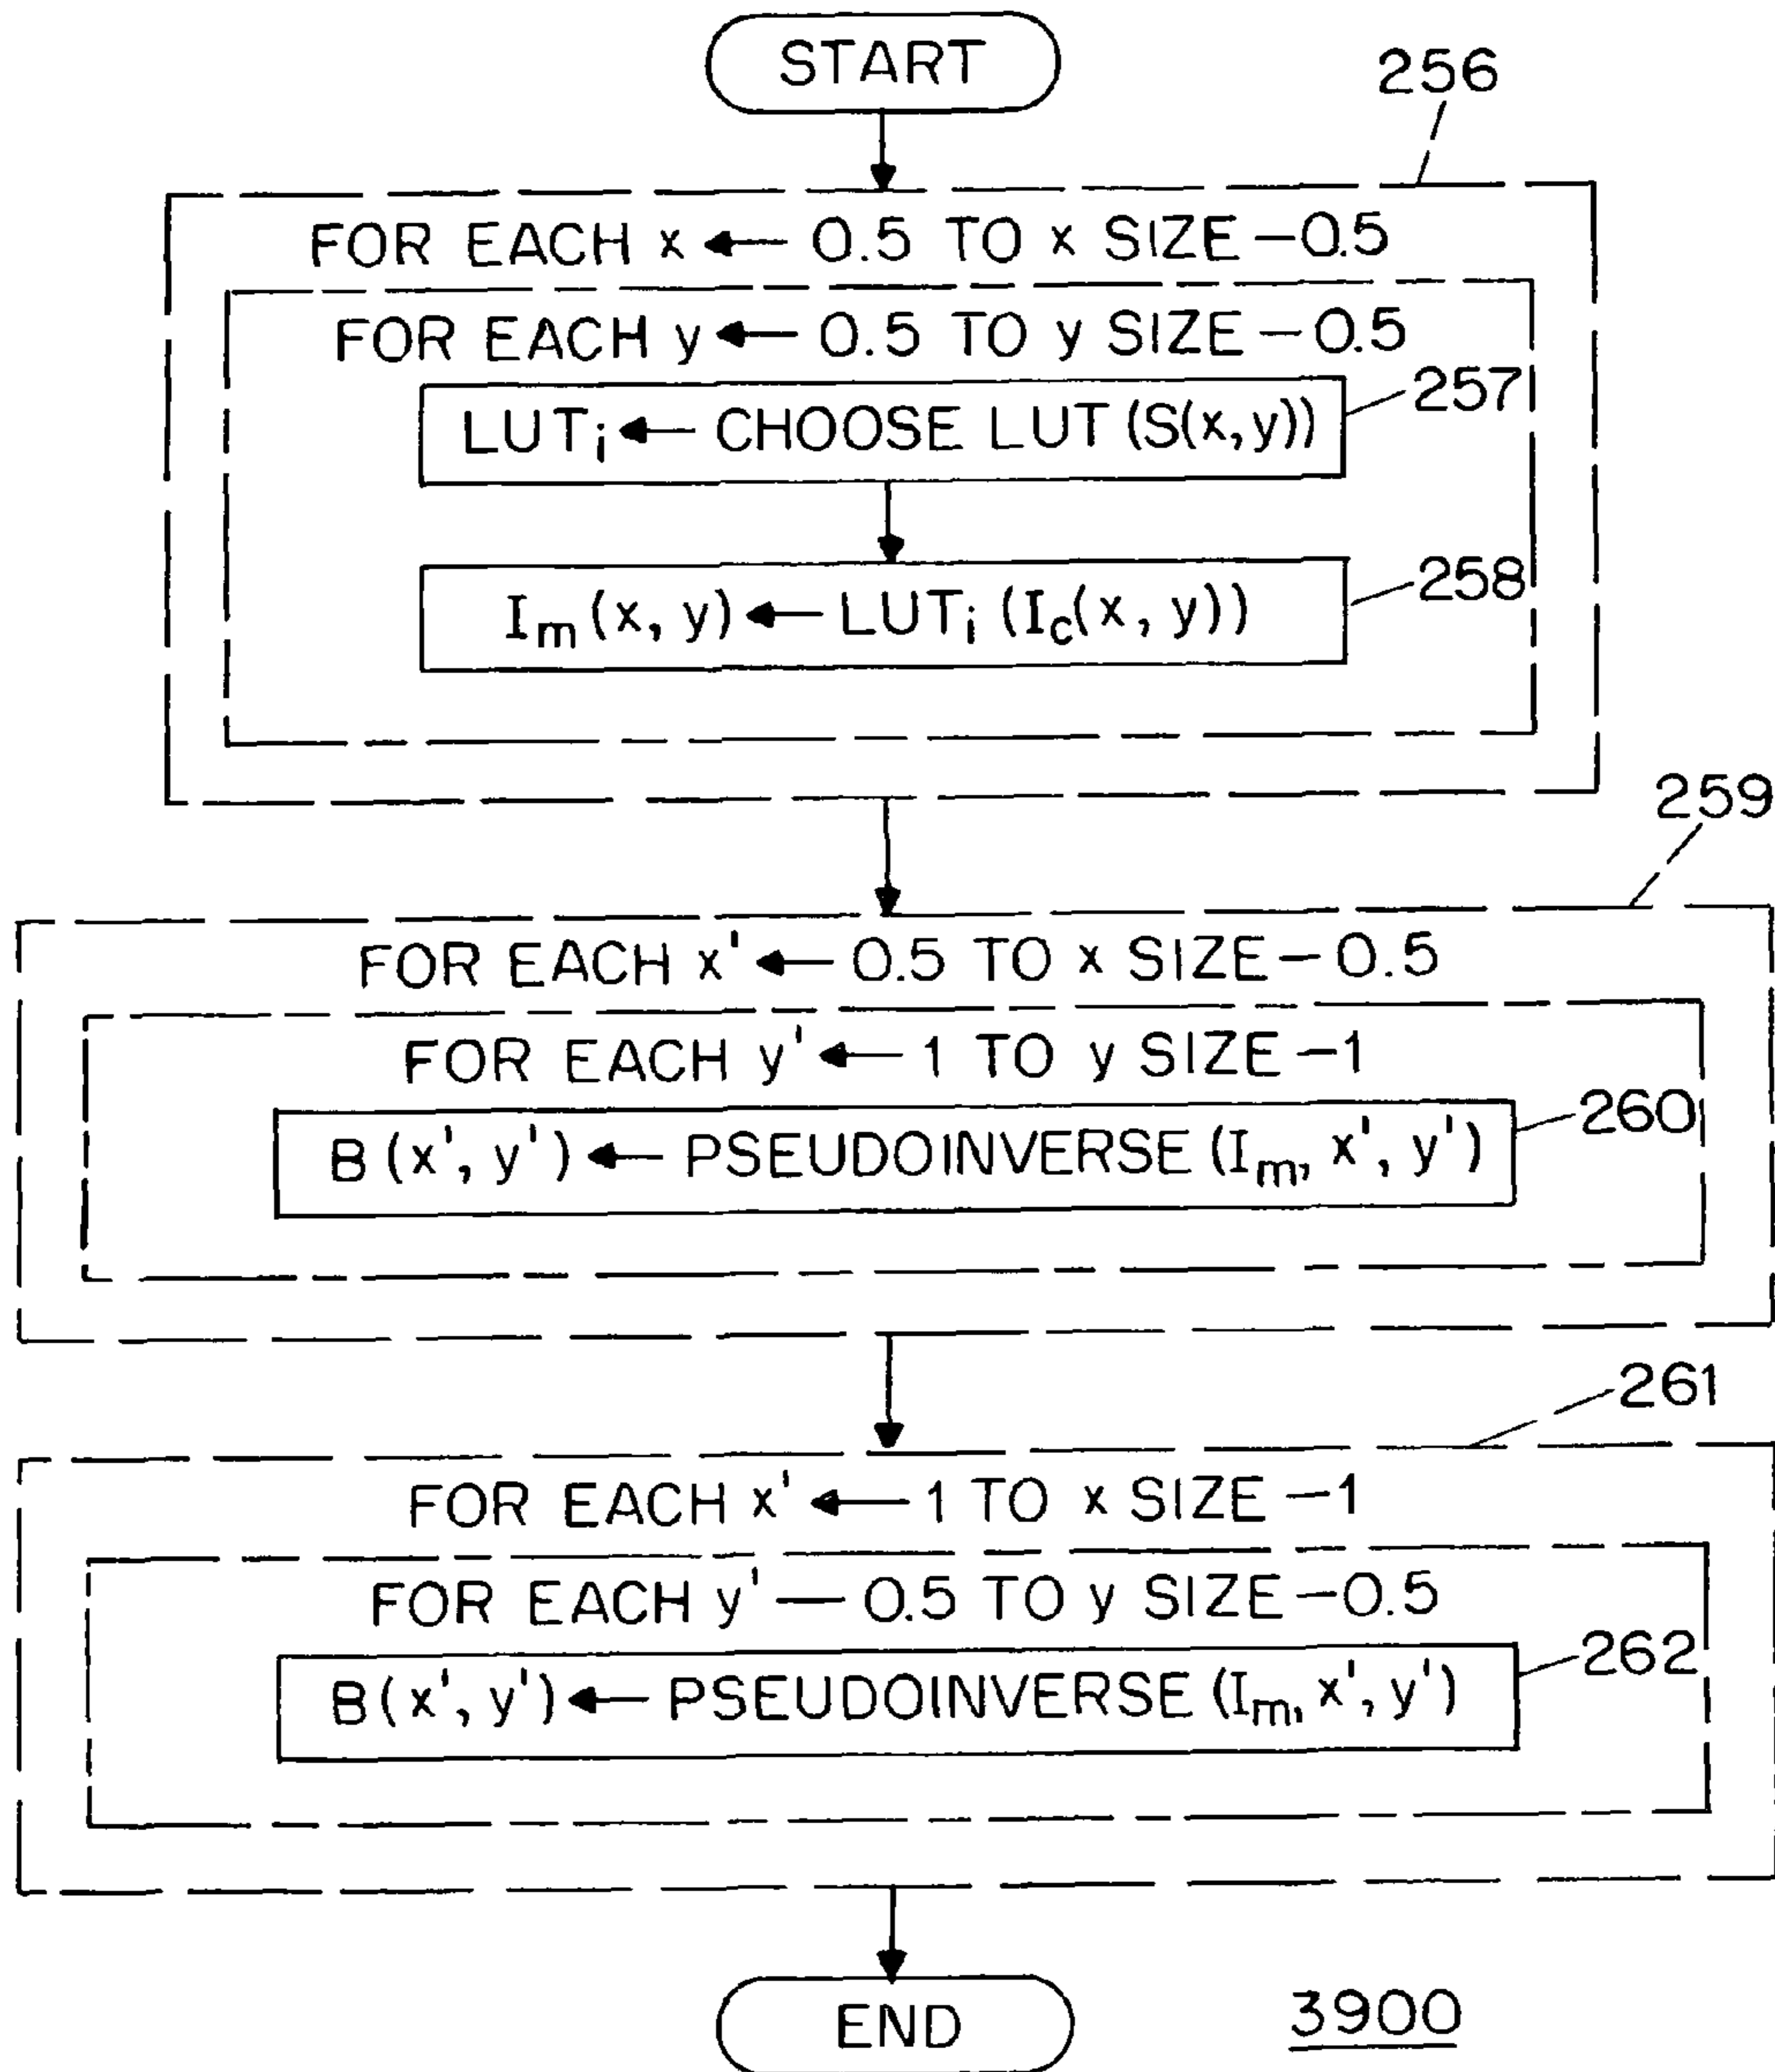 START
256
FOR EACH x ← 0.5 TO x SIZE – 0.5
FOR EACH y ← 0.5 TO y SIZE – 0.5
257
LUTᵢ ← CHOOSE LUT (S(x, y))
258
Iₘ (x, y) ← LUTᵢ (I꜀(x, y))
259
FOR EACH x' ← 0.5 TO x SIZE – 0.5
FOR EACH y' ← 1 TO y SIZE – 1
260
B (x', y') ← PSEUDOINVERSE (Iₘ, x', y')
261
FOR EACH x' ← 1 TO x SIZE – 1
FOR EACH y' — 0.5 TO y SIZE – 0.5
262
B (x', y') ← PSEUDOINVERSE (Iₘ, x', y')
END
3900